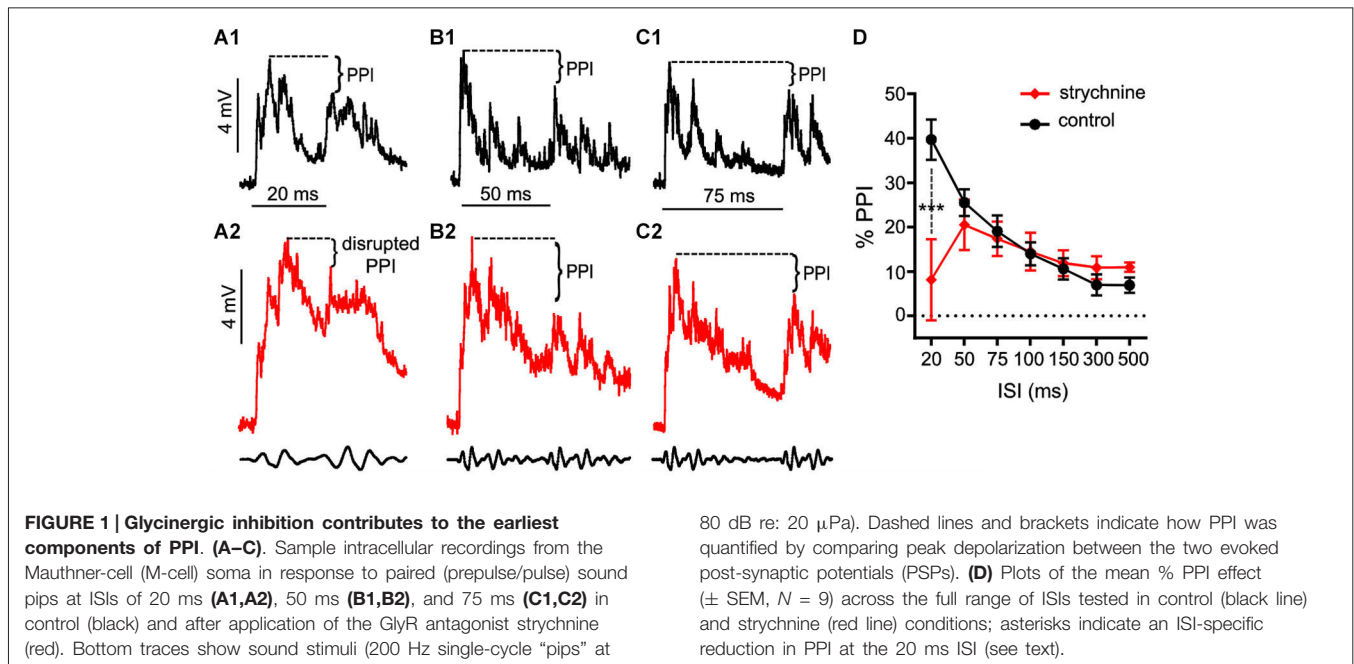 A1
B1
C1
D
PPI
PPI
PPI
4 mV
20 ms
50 ms
75 ms
A2
B2
C2
disrupted
PPI
PPI
PPI
4 mV
strychnine
control
% PPI
50
40
30
20
10
0
***
20 50 75 100 150 300 500
ISI (ms)
FIGURE 1 | Glycinergic inhibition contributes to the earliest
components of PPI. (A–C). Sample intracellular recordings from the
Mauthner-cell (M-cell) soma in response to paired (prepulse/pulse) sound
pips at ISIs of 20 ms (A1,A2), 50 ms (B1,B2), and 75 ms (C1,C2) in
control (black) and after application of the GlyR antagonist strychnine
(red). Bottom traces show sound stimuli (200 Hz single-cycle “pips” at
80 dB re: 20 μPa). Dashed lines and brackets indicate how PPI was
quantified by comparing peak depolarization between the two evoked
post-synaptic potentials (PSPs). (D) Plots of the mean % PPI effect
(± SEM, N = 9) across the full range of ISIs tested in control (black line)
and strychnine (red line) conditions; asterisks indicate an ISI-specific
reduction in PPI at the 20 ms ISI (see text).